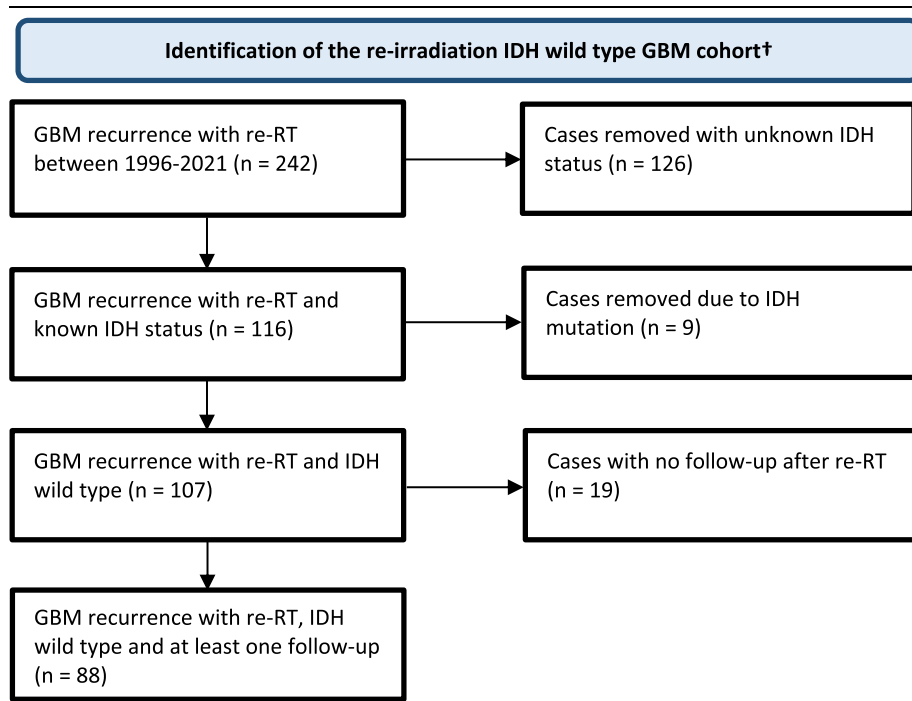 Identification of the re-irradiation IDH wild type GBM cohort†
GBM recurrence with re-RT
between 1996-2021 (n = 242)
Cases removed with unknown IDH
status (n = 126)
GBM recurrence with re-RT and
known IDH status (n = 116)
Cases removed due to IDH
mutation (n = 9)
GBM recurrence with re-RT and IDH
wild type (n = 107)
Cases with no follow-up after re-RT
(n = 19)
GBM recurrence with re-RT, IDH
wild type and at least one follow-up
(n = 88)